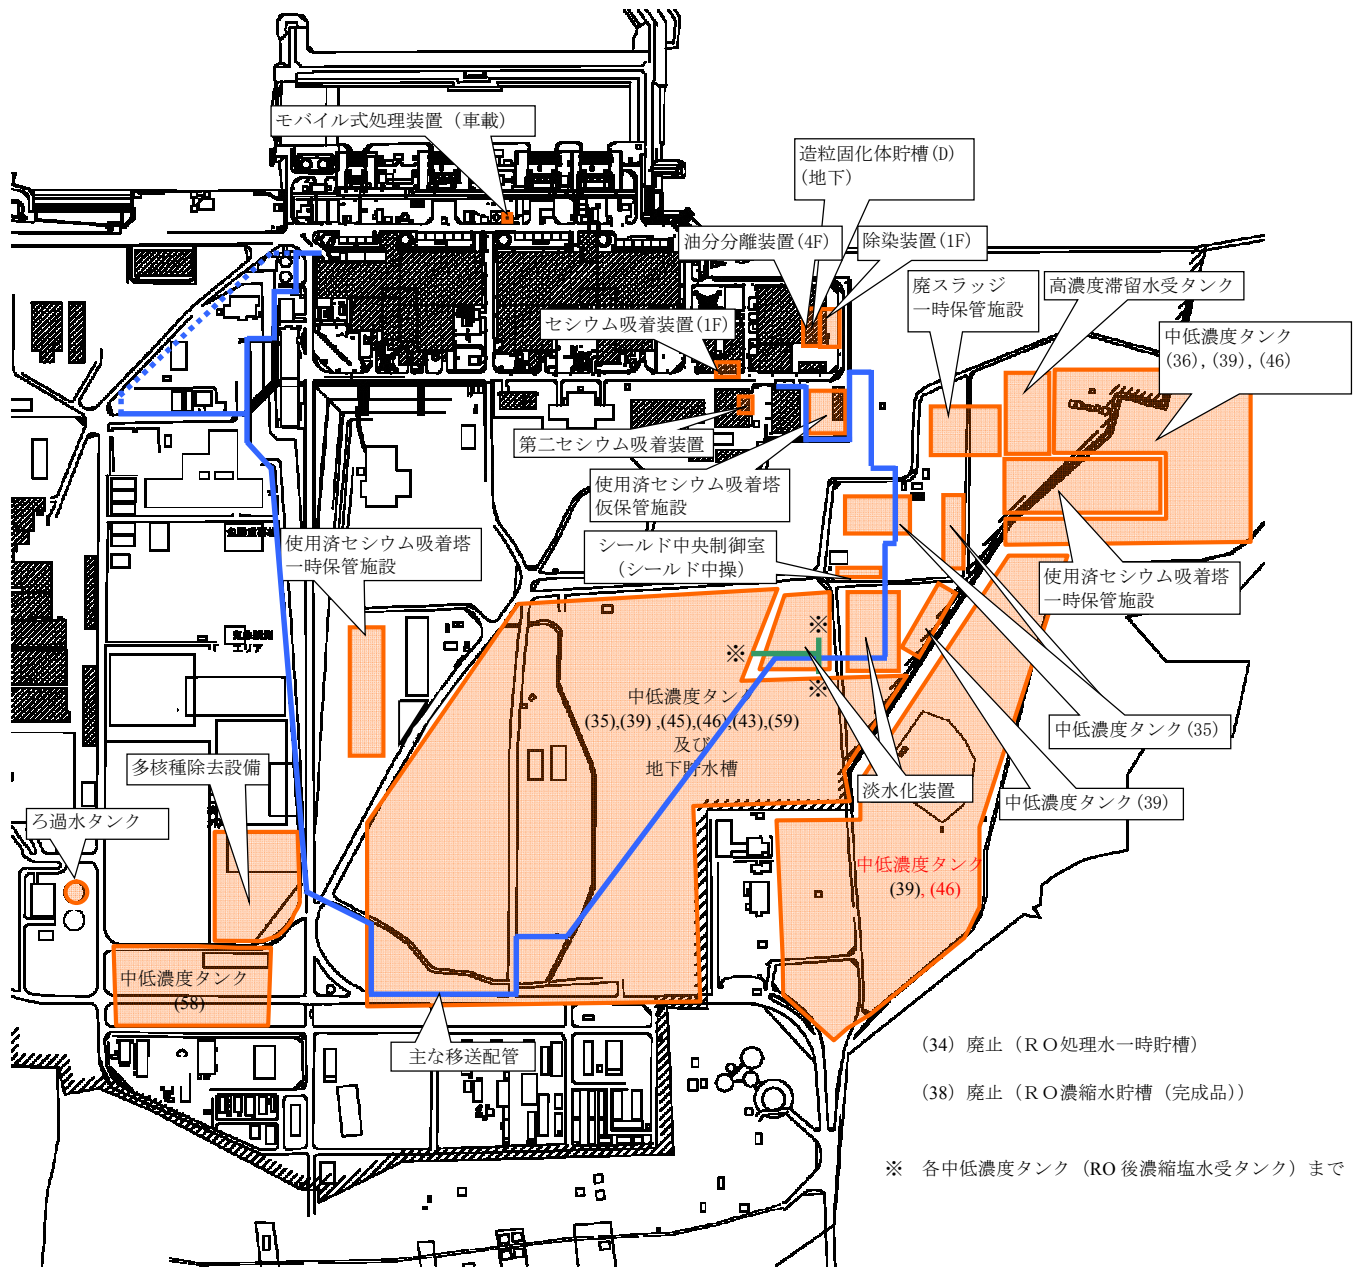 モバイル式処理装置（車載）
造粒固化体貯槽(D)
(地下)
油分分離装置(4F)
除染装置(1F)
廃スラッジ
一時保管施設
高濃度滞留水受タンク
中低濃度タンク
(36),(39),(46)
セシウム吸着装置(1F)
第二セシウム吸着装置
使用済セシウム吸着塔
仮保管施設
シールド中央制御室
（シールド中操）
使用済セシウム吸着塔
一時保管施設
使用済セシウム吸着塔
一時保管施設
気象観測
エリア
※
※
※
中低濃度タンク
(35),(39) ,(45),(46),(43),(59)
及び
地下貯水槽
中低濃度タンク(35)
淡水化装置
中低濃度タンク(39)
多核種除去設備
ろ過水タンク
中低濃度タンク
(39), (46)
中低濃度タンク
(58)
主な移送配管
(34) 廃止（ＲＯ処理水一時貯槽）
(38) 廃止（ＲＯ濃縮水貯槽（完成品））
※　各中低濃度タンク（RO 後濃縮塩水受タンク）まで